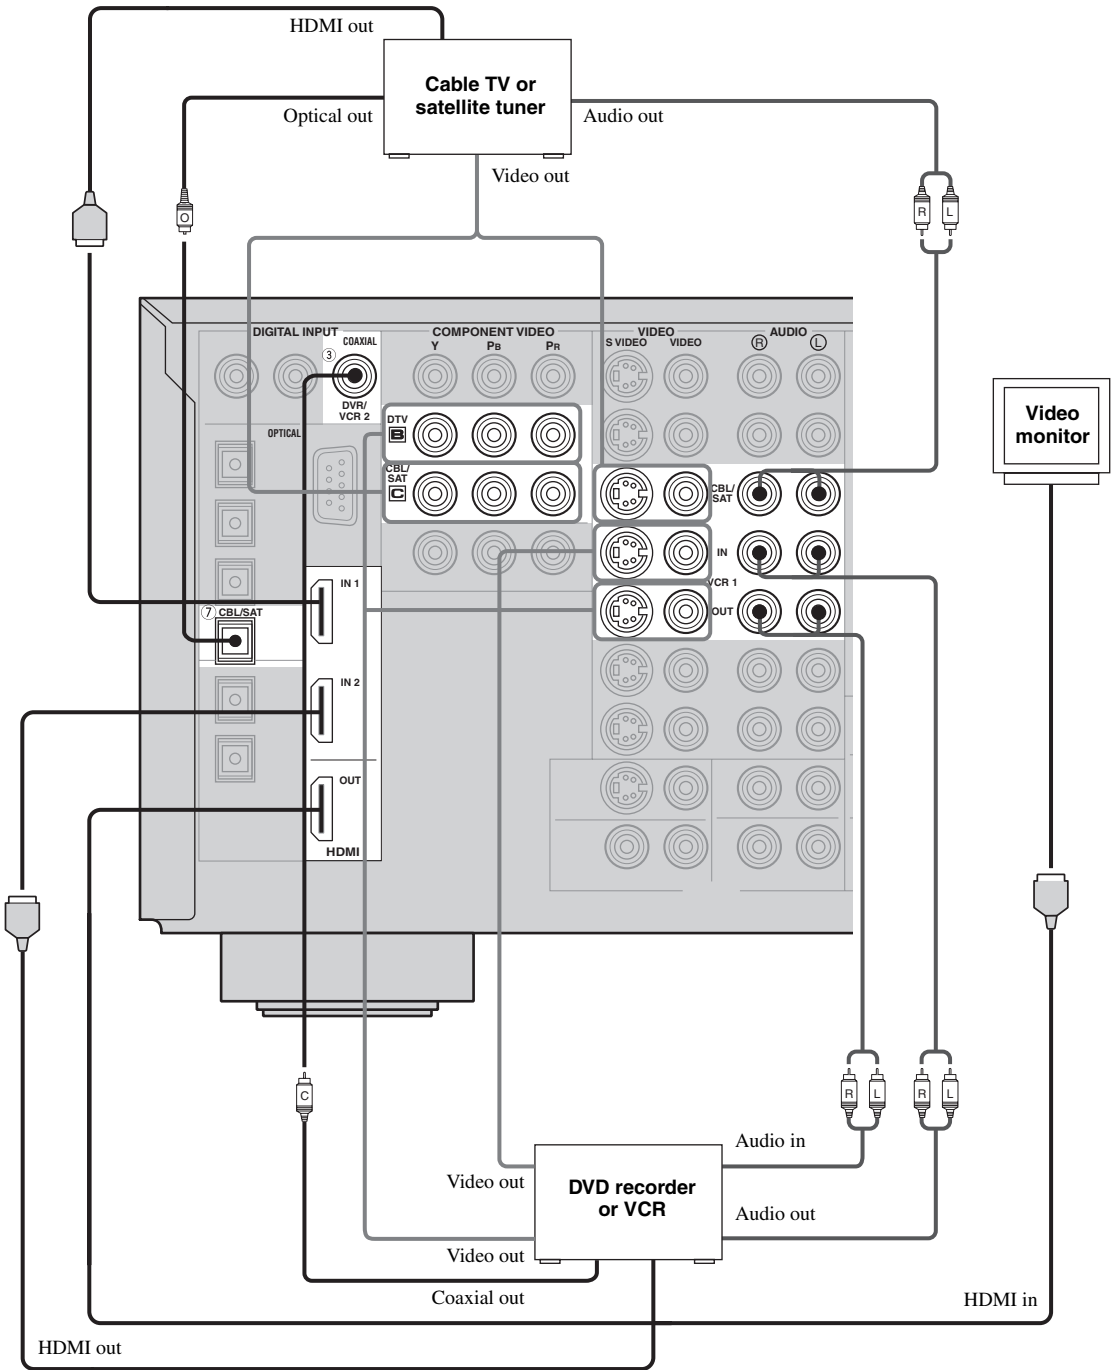 HDMI out
Cable TV or
satellite tuner
Optical out
Audio out
Video out
O
R L
DIGITAL INPUT
COAXIAL
③
DVR/
VCR 2
OPTICAL
COMPONENT VIDEO
Y PB PR
DTV
B
CBL/
SAT
C
VIDEO
S VIDEO VIDEO
AUDIO
R L
CBL/
SAT
IN
VCR 1
OUT
Video
monitor
IN 1
⑦ CBL/SAT
IN 2
OUT
HDMI
C
R L R L
DVD recorder
or VCR
Audio in
Video out
Audio out
Video out
Coaxial out
HDMI in
HDMI out